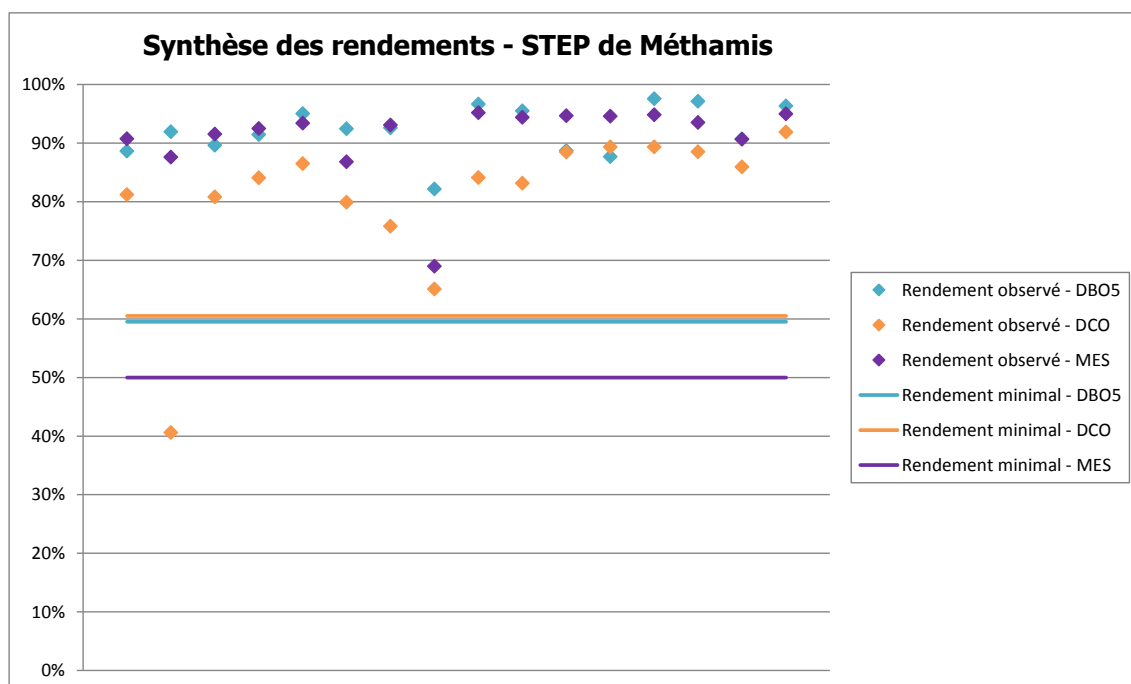 Synthèse des rendements - STEP de Méthamis
100%
90%
80%
70%
60%
50%
40%
30%
20%
10%
0%
Rendement observé - DBO5
Rendement observé - DCO
Rendement observé - MES
Rendement minimal - DBO5
Rendement minimal - DCO
Rendement minimal - MES